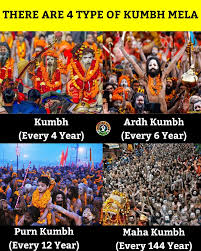 THERE ARE 4 TYPE OF KUMBH MELA
Kumbh
(Every 4 Year)
Ardh Kumbh
(Every 6 Year)
Purn Kumbh
(Every 12 Year)
Maha Kumbh
(Every 144 Year)